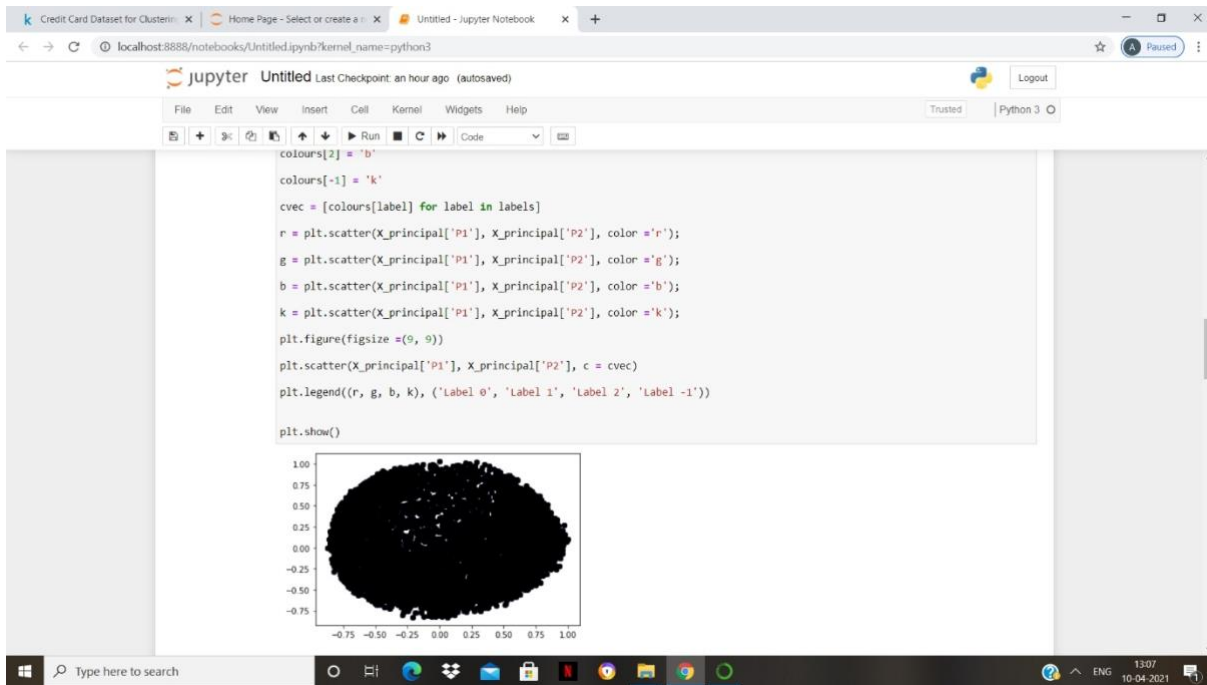 k Credit Card Dataset for Clustering Home Page - Select or create a n Untitled - Jupyter Notebook
localhost:8888/notebooks/Untitled.ipynb?kernel_name=python3 A Paused
jupyter Untitled Last Checkpoint: an hour ago (autosaved) Logout
File Edit View Insert Cell Kernel Widgets Help Trusted Python 3
Run Code
colours[2] = 'b'
colours[-1] = 'k'
cvec = [colours[label] for label in labels]
r = plt.scatter(X_principal['P1'], X_principal['P2'], color ='r');
g = plt.scatter(X_principal['P1'], X_principal['P2'], color ='g');
b = plt.scatter(X_principal['P1'], X_principal['P2'], color ='b');
k = plt.scatter(X_principal['P1'], X_principal['P2'], color ='k');
plt.figure(figsize =(9, 9))
plt.scatter(X_principal['P1'], X_principal['P2'], c = cvec)
plt.legend((r, g, b, k), ('Label 0', 'Label 1', 'Label 2', 'Label -1'))
plt.show()
1.00
0.75
0.50
0.25
0.00
−0.25
−0.50
−0.75
−0.75 −0.50 −0.25 0.00 0.25 0.50 0.75 1.00
Type here to search N ENG 13:07
10-04-2021 1